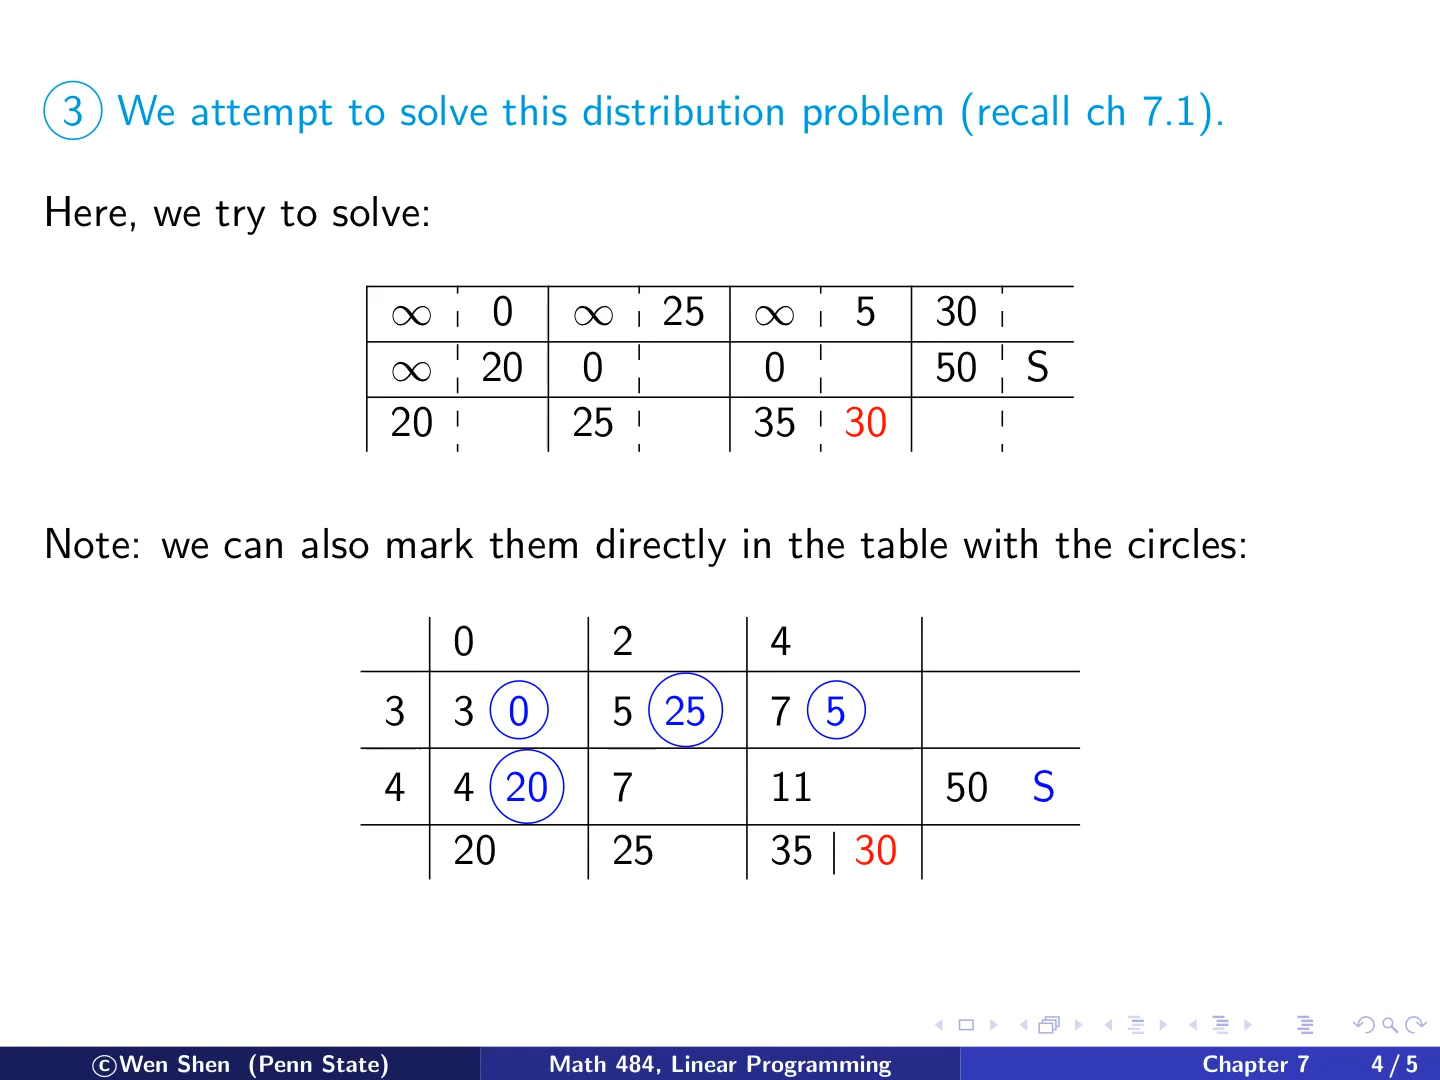 ③ We attempt to solve this distribution problem (recall ch 7.1).
Here, we try to solve:
∞ 0 ∞ 25 ∞ 5 30
∞ 20 0 0 50 S
20 25 35 30
Note: we can also mark them directly in the table with the circles:
0 2 4
3 3 0 5 25 7 5
4 4 20 7 11 50 S
20 25 35 | 30
©Wen Shen (Penn State) Math 484, Linear Programming Chapter 7 4 / 5